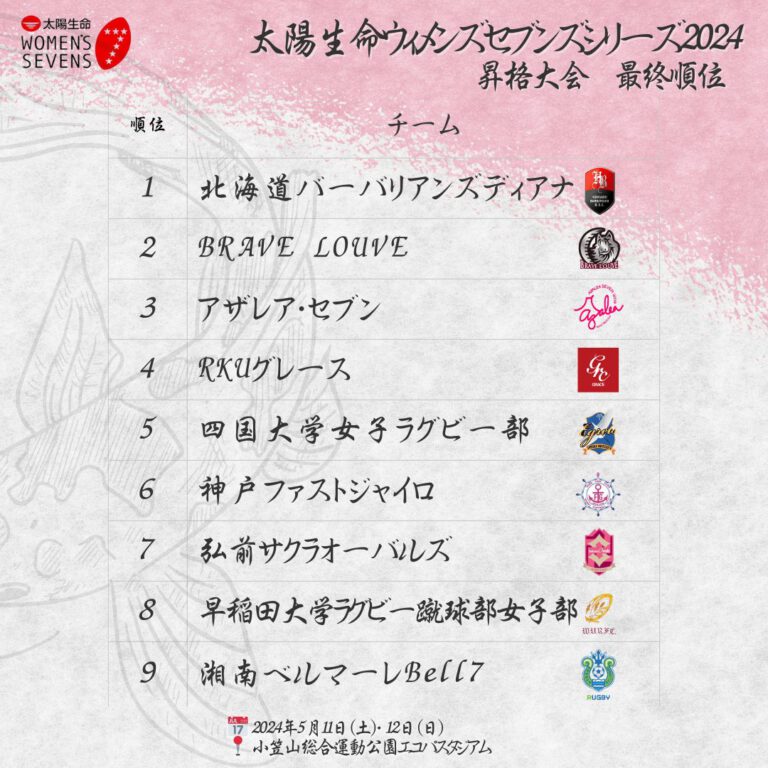 太陽生命
WOMEN'S
SEVENS
太陽生命ウィメンズセブンズシリーズ2024
昇格大会 最終順位
順位 チーム
1 北海道バーバリアンズディアナ
2 BRAVE LOUVE
BRAVE LOUVE
3 アザレア・セブン
Azalea
4 RKUグレース
GRACE
5 四国大学女子ラグビー部
6 神戸ファストジャイロ
7 弘前サクラオーバルズ
8 早稲田大学ラグビー蹴球部女子部
W.U.R.F.C.
9 湘南ベルマーレBell7
RUGBY
17
2024年5月11日(土)・12日(日)
小笠山総合運動公園エコパスタジアム